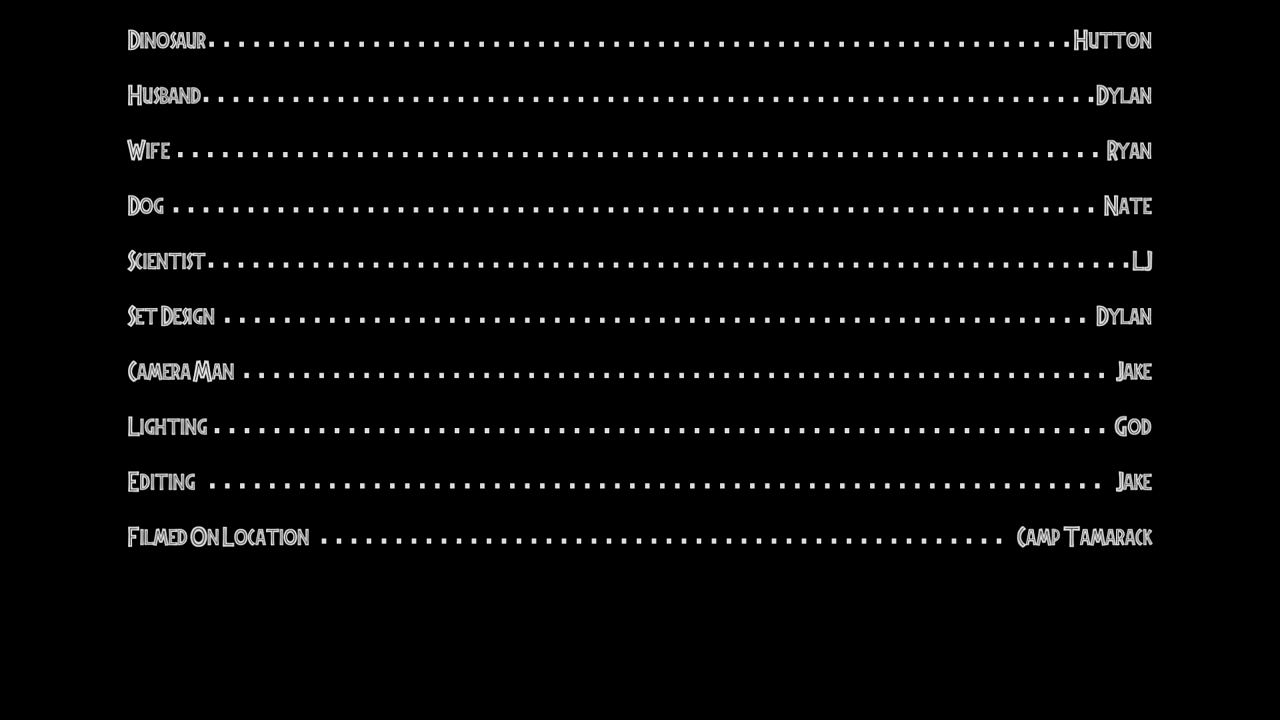 Dinosaur. . . . . . . . . . . . . . . . . . . . . . . . . . . . . . . . . . . . . . . . . . . . . . . . . . . . . . . . . .Hutton
Husband. . . . . . . . . . . . . . . . . . . . . . . . . . . . . . . . . . . . . . . . . . . . . . . . . . . . . . . . . . . .Dylan
Wife . . . . . . . . . . . . . . . . . . . . . . . . . . . . . . . . . . . . . . . . . . . . . . . . . . . . . . . . . . . . . . Ryan
Dog . . . . . . . . . . . . . . . . . . . . . . . . . . . . . . . . . . . . . . . . . . . . . . . . . . . . . . . . . . . . . . Nate
Scientist. . . . . . . . . . . . . . . . . . . . . . . . . . . . . . . . . . . . . . . . . . . . . . . . . . . . . . . . . . . . . .LJ
Set Design . . . . . . . . . . . . . . . . . . . . . . . . . . . . . . . . . . . . . . . . . . . . . . . . . . . . . . . . . . Dylan
Camera Man . . . . . . . . . . . . . . . . . . . . . . . . . . . . . . . . . . . . . . . . . . . . . . . . . . . . . . . . . . Jake
Lighting . . . . . . . . . . . . . . . . . . . . . . . . . . . . . . . . . . . . . . . . . . . . . . . . . . . . . . . . . . . . God
Editing . . . . . . . . . . . . . . . . . . . . . . . . . . . . . . . . . . . . . . . . . . . . . . . . . . . . . . . . . . . . Jake
Filmed On Location . . . . . . . . . . . . . . . . . . . . . . . . . . . . . . . . . . . . . . . . . . . . . . Camp Tamarack